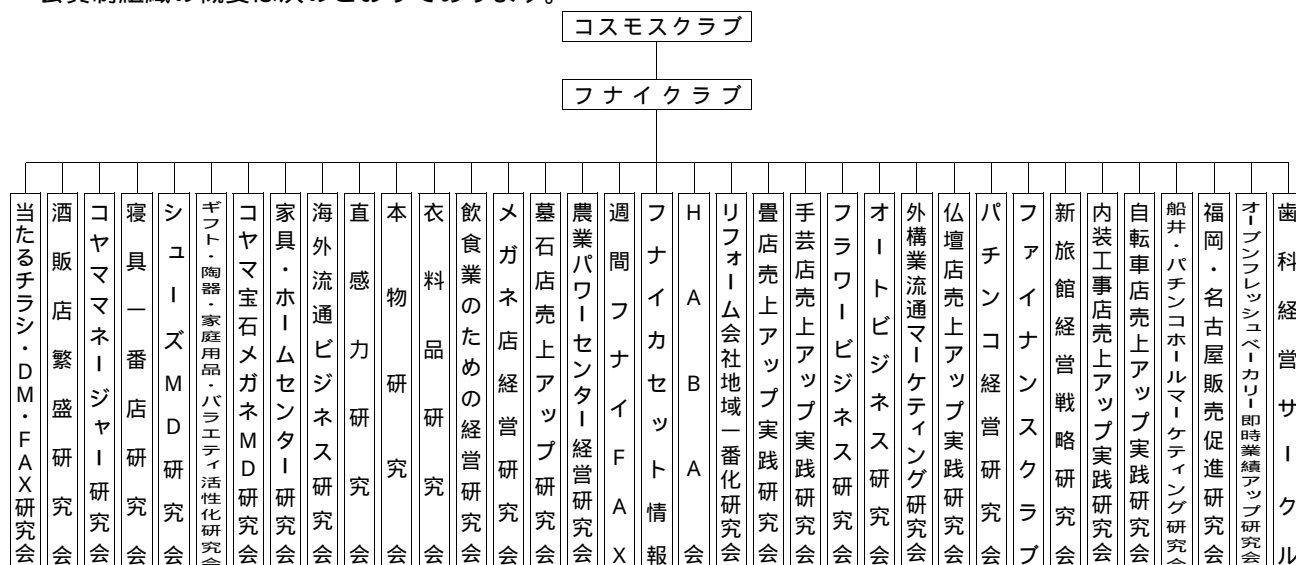 会員制組織の概要は次のとおりであります。
コスモスクラブ
フナイクラブ
当たるチラシ・DM・FAX研究会
酒販店繁盛研究会
コヤママネージャー研究会
寝具一番店研究会
シューズMD研究会
ギフト・陶器・家庭用品・バラエティ活性化研究会
コヤマ宝石メガネMD研究会
家具・ホームセンター研究会
海外流通ビジネス研究会
直感力研究会
本物研究会
衣料品研究会
飲食業のための経営研究会
メガネ店経営研究会
墓石店売上アップ研究会
農業パワーセンター経営研究会
週間フナイFAX
フナイカセット情報
HABA会
リフォーム会社地域一番化研究会
畳店売上アップ実践研究会
手芸店売上アップ実践研究会
フラワービジネス研究会
オートビジネス研究会
外構業流通マーケティング研究会
仏壇店売上アップ実践研究会
パチンコ経営研究会
ファイナンスクラブ
新旅館経営戦略研究会
内装工事店売上アップ実践研究会
自転車店売上アップ実践研究会
船井・パチンコホールマーケティング研究会
福岡・名古屋販売促進研究会
オーブンフレッシュベーカリー即時業績アップ研究会
歯科経営サークル